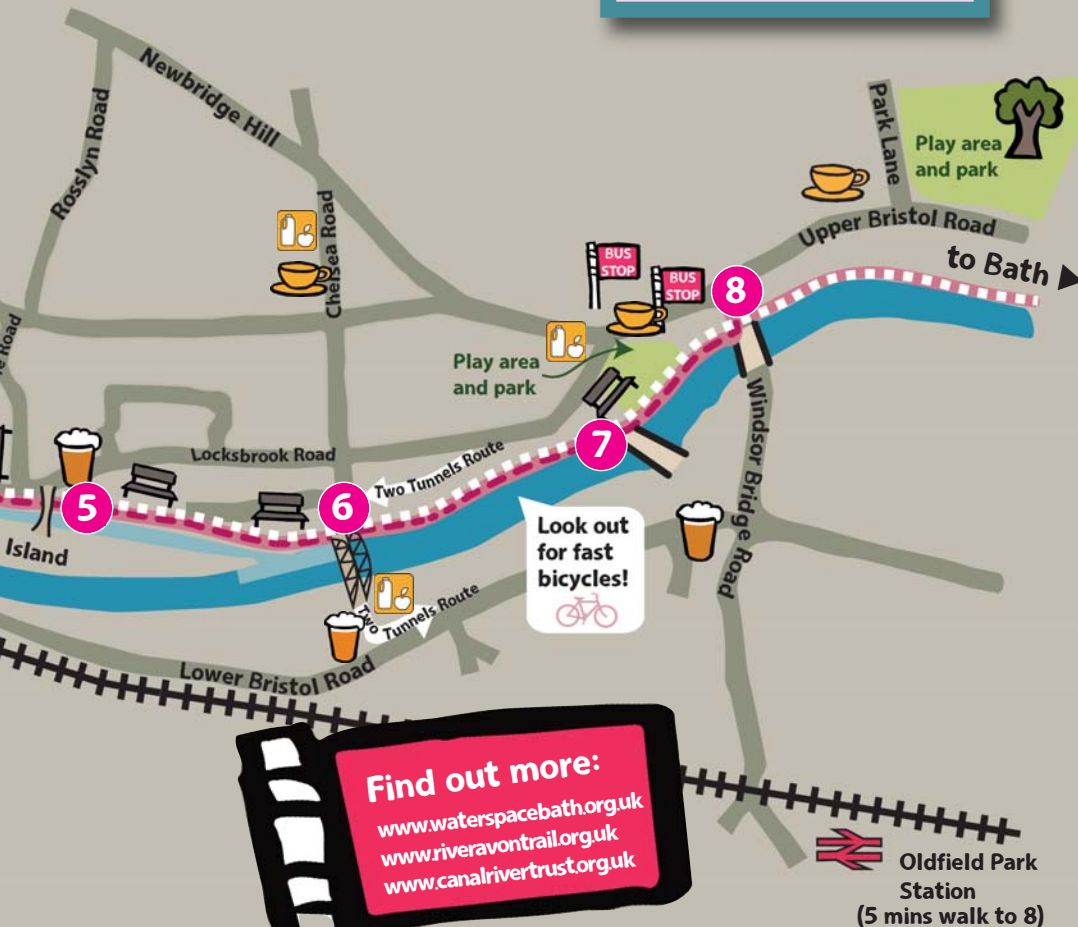 Newbridge Hill
Rosslyn Road
Chelsea Road
Park Lane
Play area
and park
Upper Bristol Road
to Bath
BUS
STOP
BUS
STOP
8
Play area
and park
7
Locksbrook Road
Two Tunnels Route
5
6
Island
Look out
for fast
bicycles!
Windsor Bridge Road
Two Tunnels Route
Lower Bristol Road
Find out more:
www.waterspacebath.org.uk
www.riveravontrail.org.uk
www.canalrivertrust.org.uk
Oldfield Park
Station
(5 mins walk to 8)
Road